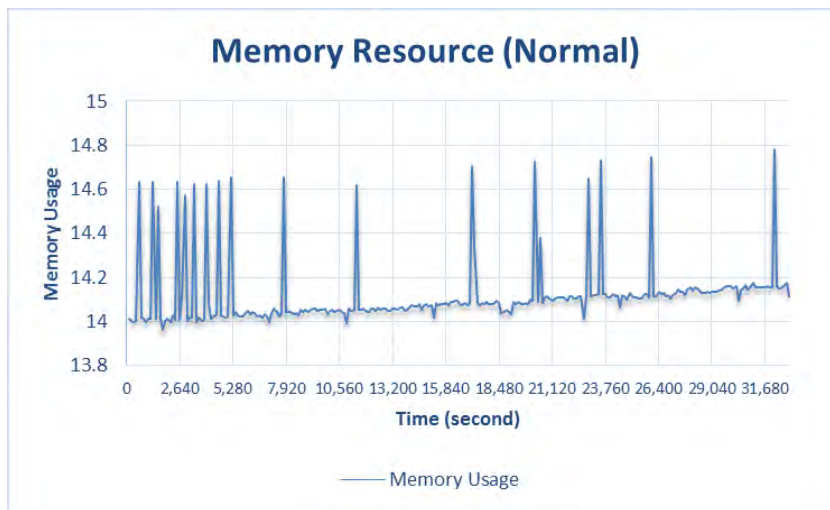 Memory Resource (Normal)
15
14.8
14.6
14.4
14.2
14
13.8
Memory Usage
0 2,640 5,280 7,920 10,560 13,200 15,840 18,480 21,120 23,760 26,400 29,040 31,680
Time (second)
Memory Usage